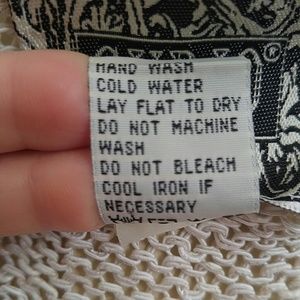 HAND WASH
COLD WATER
LAY FLAT TO DRY
DO NOT MACHINE
WASH
DO NOT BLEACH
COOL IRON IF
NECESSARY